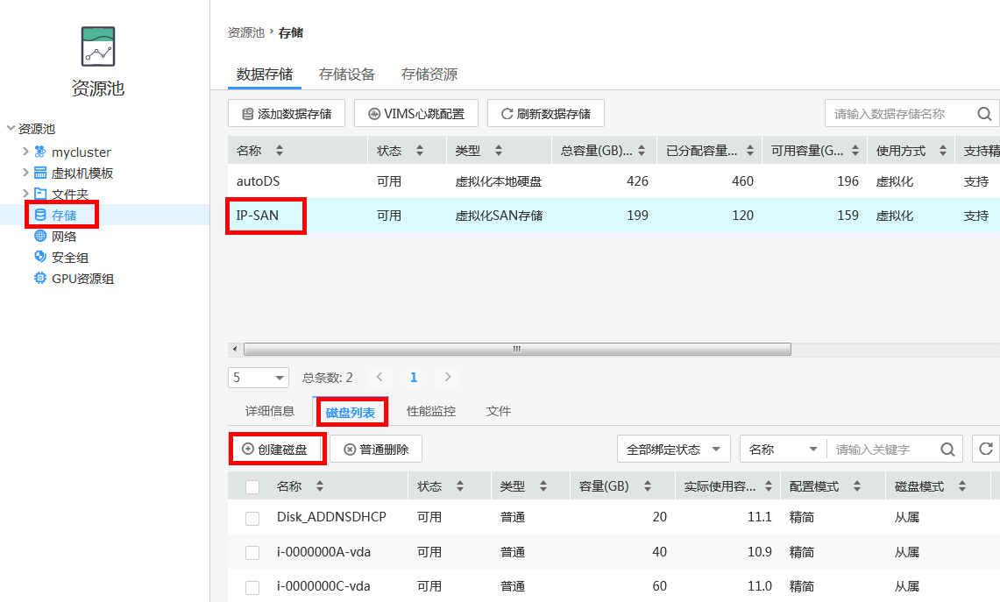 资源池
资源池
mycluster
虚拟机模板
文件夹
存储
网络
安全组
GPU资源组
资源池 › 存储
数据存储 存储设备 存储资源
添加数据存储 VIMS心跳配置 刷新数据存储 请输入数据存储名称
名称 状态 类型 总容量(GB)... 已分配容量... 可用容量(G... 使用方式 支持精
autoDS 可用 虚拟化本地硬盘 426 460 196 虚拟化 支持
IP-SAN 可用 虚拟化SAN存储 199 120 159 虚拟化 支持
5 总条数: 2 1
详细信息 磁盘列表 性能监控 文件
创建磁盘 普通删除 全部绑定状态 名称 请输入关键字
名称 状态 类型 容量(GB) 实际使用容... 配置模式 磁盘模式
Disk_ADDNSDHCP 可用 普通 20 11.1 精简 从属
i-0000000A-vda 可用 普通 40 10.9 精简 从属
i-0000000C-vda 可用 普通 60 11.0 精简 从属